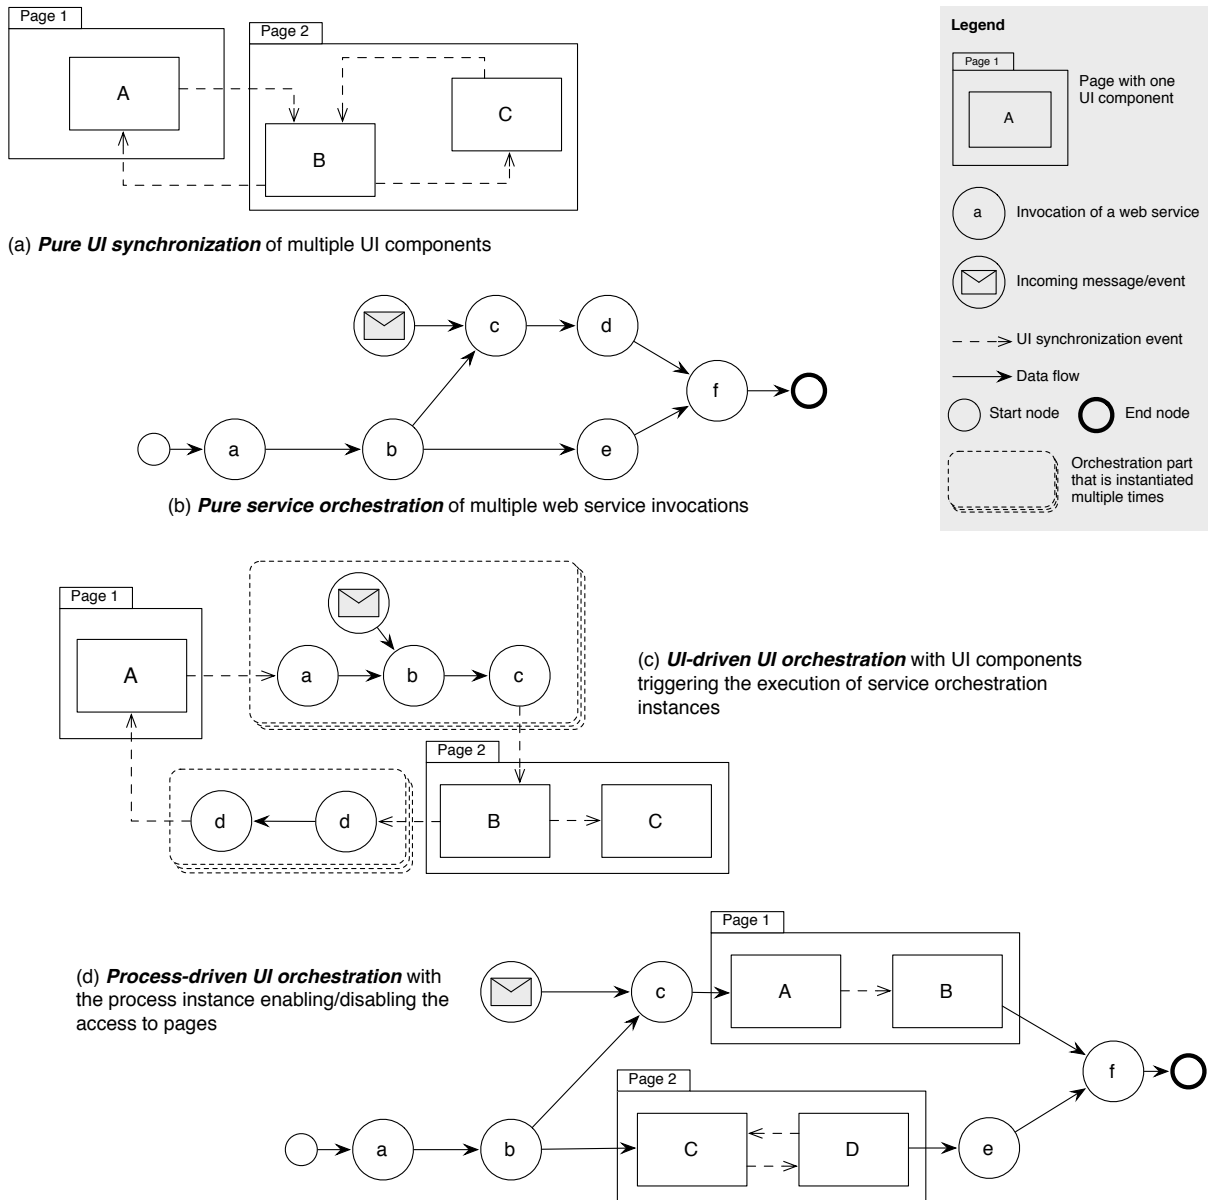 Page 1
A
Page 2
B
C
(a) Pure UI synchronization of multiple UI components
Legend
Page 1
A
Page with one
UI component
a
Invocation of a web service
Incoming message/event
UI synchronization event
Data flow
Start node
End node
Orchestration part
that is instantiated
multiple times
c
d
f
a
b
e
(b) Pure service orchestration of multiple web service invocations
Page 1
A
a
b
c
(c) UI-driven UI orchestration with UI components
triggering the execution of service orchestration
instances
Page 2
d
d
B
C
(d) Process-driven UI orchestration with
the process instance enabling/disabling the
access to pages
c
Page 1
A
B
f
a
b
Page 2
C
D
e